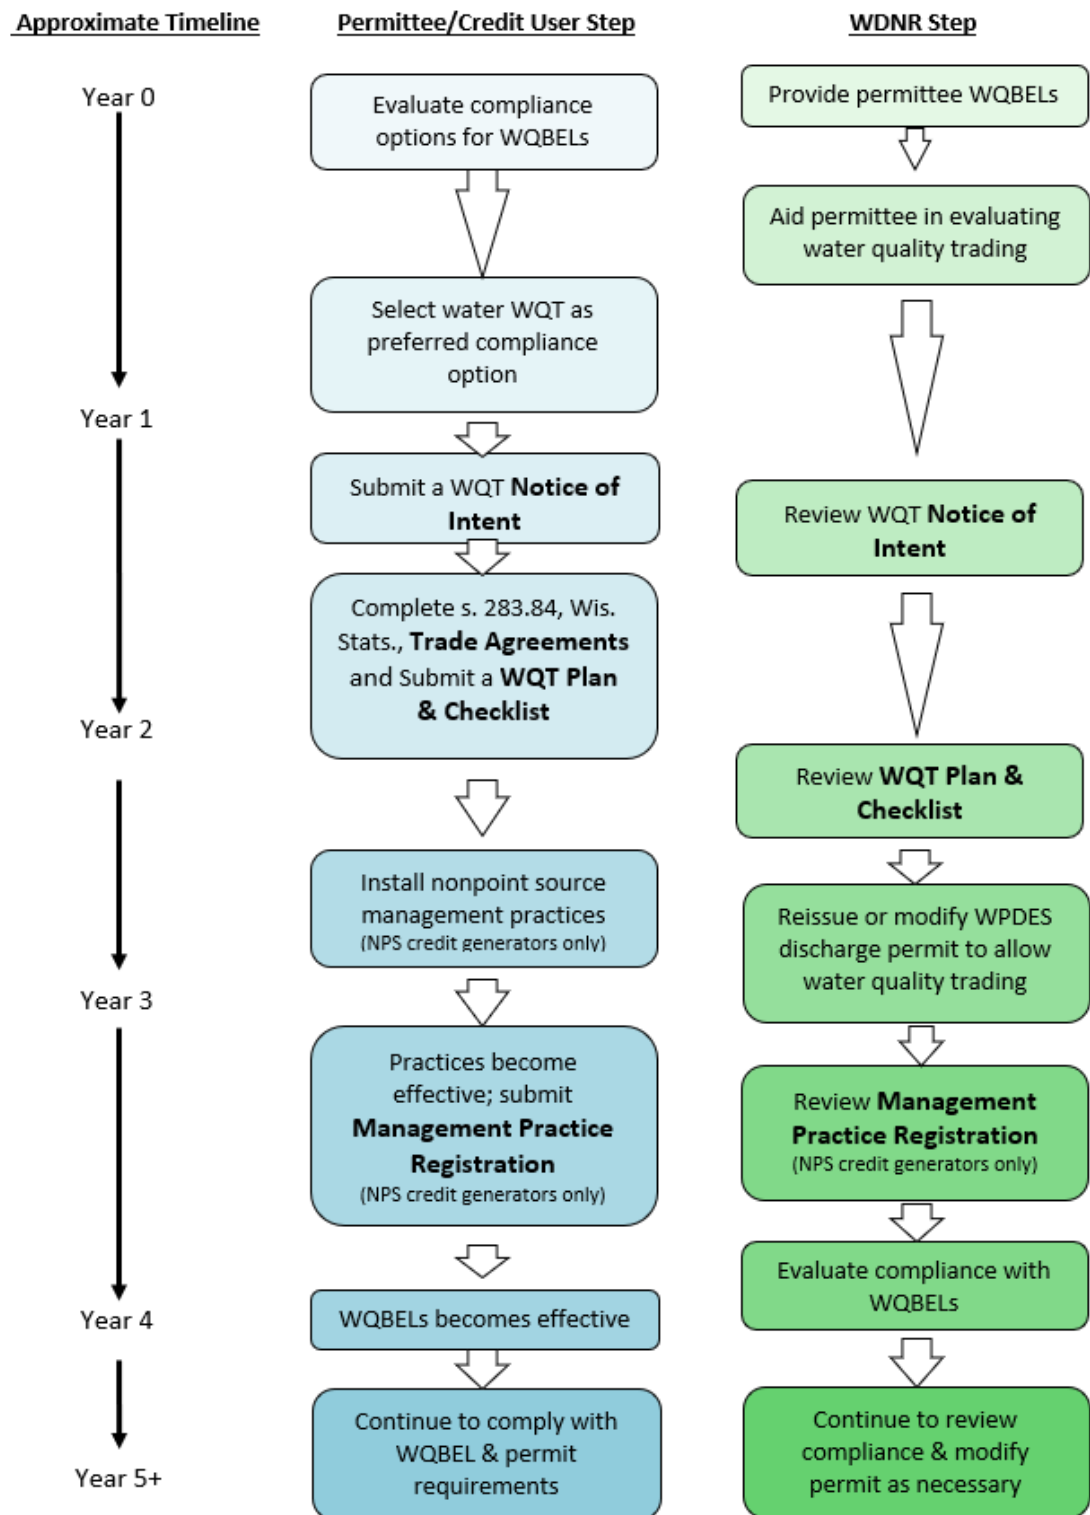 Approximate Timeline
Permittee/Credit User Step
WDNR Step
Year 0
Year 1
Year 2
Year 3
Year 4
Year 5+
Evaluate compliance
options for WQBELs
Select water WQT as
preferred compliance
option
Submit a WQT Notice of
Intent
Complete s. 283.84, Wis.
Stats., Trade Agreements
and Submit a WQT Plan
& Checklist
Install nonpoint source
management practices
(NPS credit generators only)
Practices become
effective; submit
Management Practice
Registration
(NPS credit generators only)
WQBELs becomes effective
Continue to comply with
WQBEL & permit
requirements
Provide permittee WQBELs
Aid permittee in evaluating
water quality trading
Review WQT Notice of
Intent
Review WQT Plan &
Checklist
Reissue or modify WPDES
discharge permit to allow
water quality trading
Review Management
Practice Registration
(NPS credit generators only)
Evaluate compliance with
WQBELs
Continue to review
compliance & modify
permit as necessary